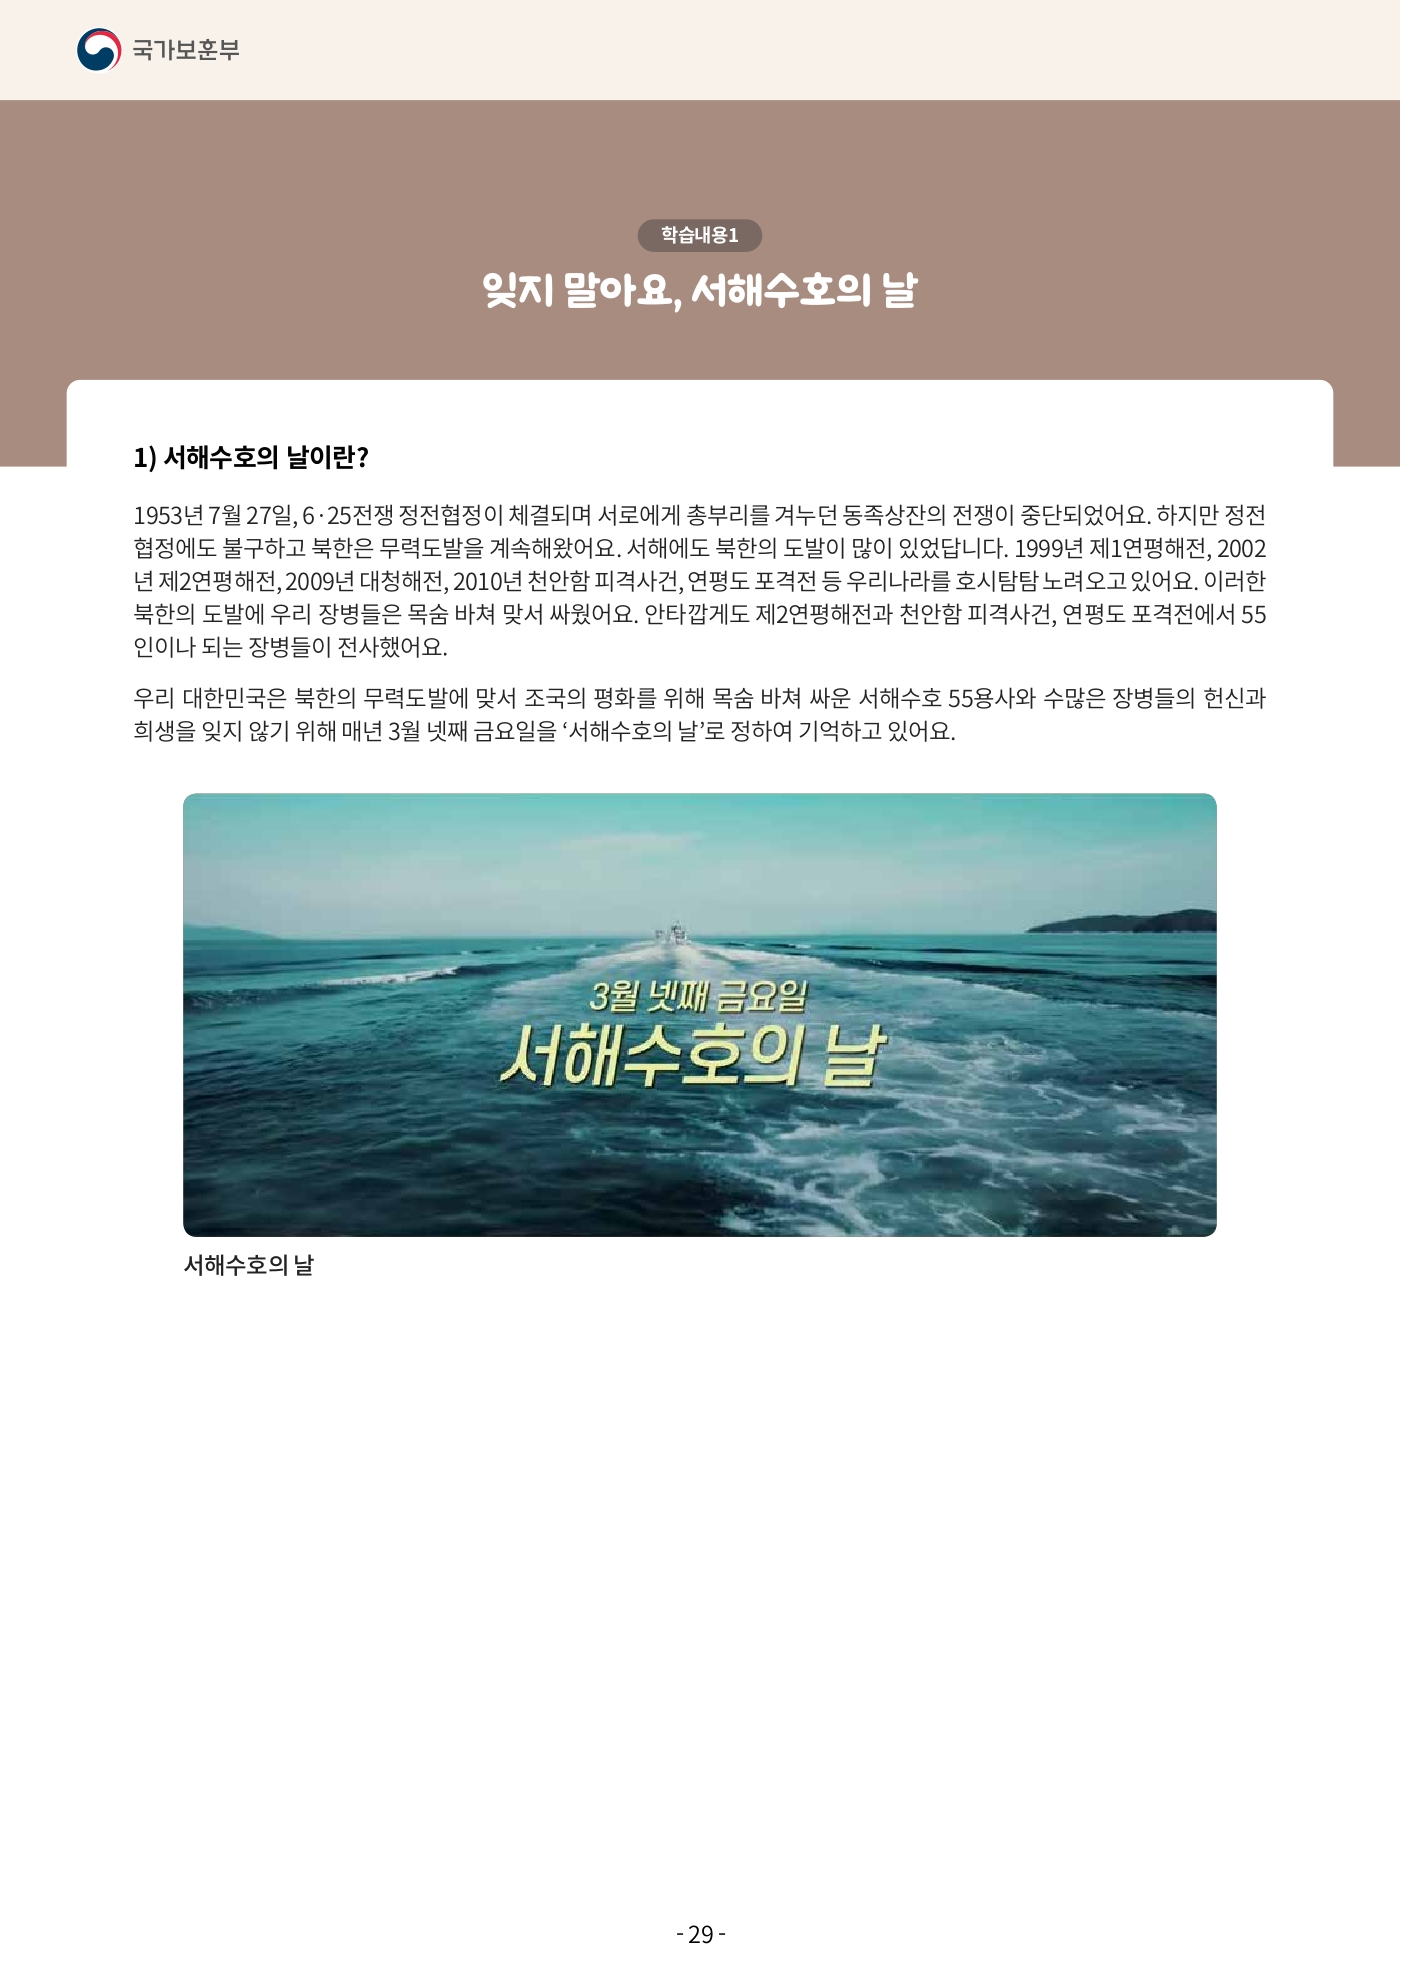 국가보훈부
학습내용1
잊지 말아요, 서해수호의 날
1) 서해수호의 날이란?
1953년 7월 27일, 6·25전쟁 정전협정이 체결되며 서로에게 총부리를 겨누던 동족상잔의 전쟁이 중단되었어요. 하지만 정전
협정에도 불구하고 북한은 무력도발을 계속해왔어요. 서해에도 북한의 도발이 많이 있었답니다. 1999년 제1연평해전, 2002
년 제2연평해전, 2009년 대청해전, 2010년 천안함 피격사건, 연평도 포격전 등 우리나라를 호시탐탐 노려오고 있어요. 이러한
북한의 도발에 우리 장병들은 목숨 바쳐 맞서 싸웠어요. 안타깝게도 제2연평해전과 천안함 피격사건, 연평도 포격전에서 55
인이나 되는 장병들이 전사했어요.
우리 대한민국은 북한의 무력도발에 맞서 조국의 평화를 위해 목숨 바쳐 싸운 서해수호 55용사와 수많은 장병들의 헌신과
희생을 잊지 않기 위해 매년 3월 넷째 금요일을 ‘서해수호의 날’로 정하여 기억하고 있어요.
3월 넷째 금요일
서해수호의 날
서해수호의 날
- 29 -